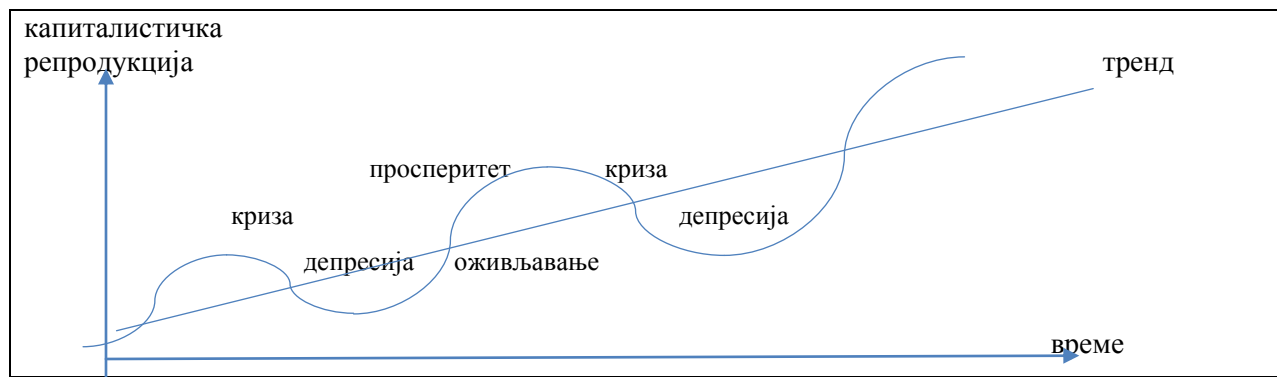 капиталистичка
репродукција
тренд
просперитет
криза
криза
депресија
депресија
оживљавање
време